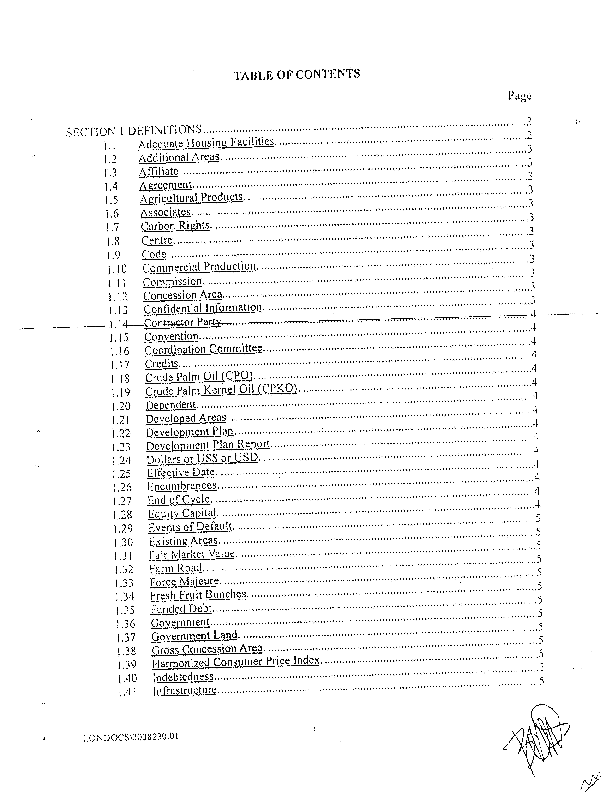 TABLE OF CONTENTS
Page
SECTION 1 DEFINITIONS 2
1.1 Adequate Housing Facilities 2
1.2 Additional Areas 3
1.3 Affiliate 3
1.4 Agreement 3
1.5 Agricultural Products 3
1.6 Associates 3
1.7 Carbon Rights 3
1.8 Centre 3
1.9 Code 3
1.10 Commercial Production 3
1.11 Commission 3
1.12 Concession Area 3
1.13 Confidential Information 3
1.14 Contractor Party 4
1.15 Convention 4
1.16 Coordination Committee 4
1.17 Credits 4
1.18 Crude Palm Oil (CPO) 4
1.19 Crude Palm Kernel Oil (CPKO) 4
1.20 Dependent 4
1.21 Developed Areas 4
1.22 Development Plan 4
1.23 Development Plan Report
1.24 Dollars or US$ or USD
1.25 Effective Date 4
1.26 Encumbrences 4
1.27 End of Cycle 4
1.28 Equity Capital 4
1.29 Events of Default 5
1.30 Existing Areas 5
1.31 Fair Market Value 5
1.32 Farm Road 5
1.33 Force Majeure 5
1.34 Fresh Fruit Bunches 5
1.35 Funded Debt 5
1.36 Government 5
1.37 Government Land 5
1.38 Gross Concession Area 5
1.39 Harmonized Consumer Price Index 5
1.40 Indebtedness 5
1.41 Infrastructure 5